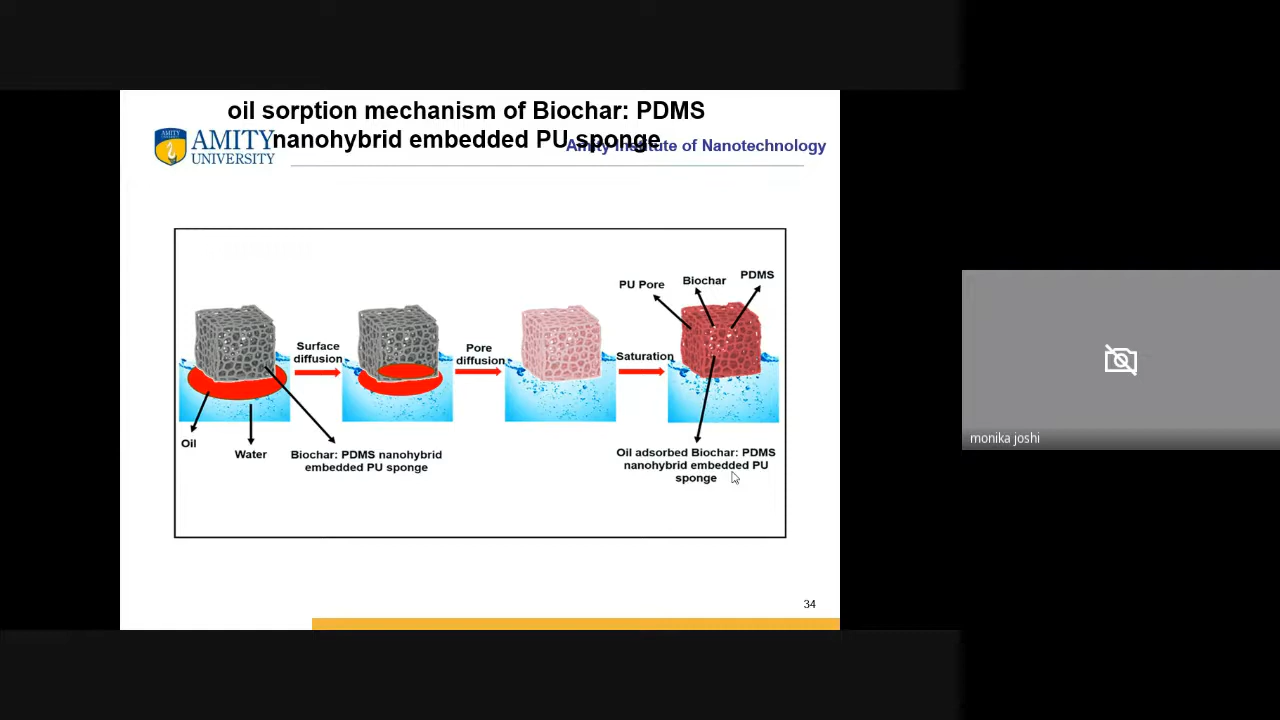 oil sorption mechanism of Biochar: PDMS
nanohybrid embedded PU sponge
AMITY
AMITY
UNIVERSITY
Amity Institute of Nanotechnology
PU Pore
Biochar
PDMS
Surface
diffusion
Pore
diffusion
Saturation
Oil
Water
Biochar: PDMS nanohybrid
embedded PU sponge
Oil adsorbed Biochar: PDMS
nanohybrid embedded PU
sponge
34
monika joshi